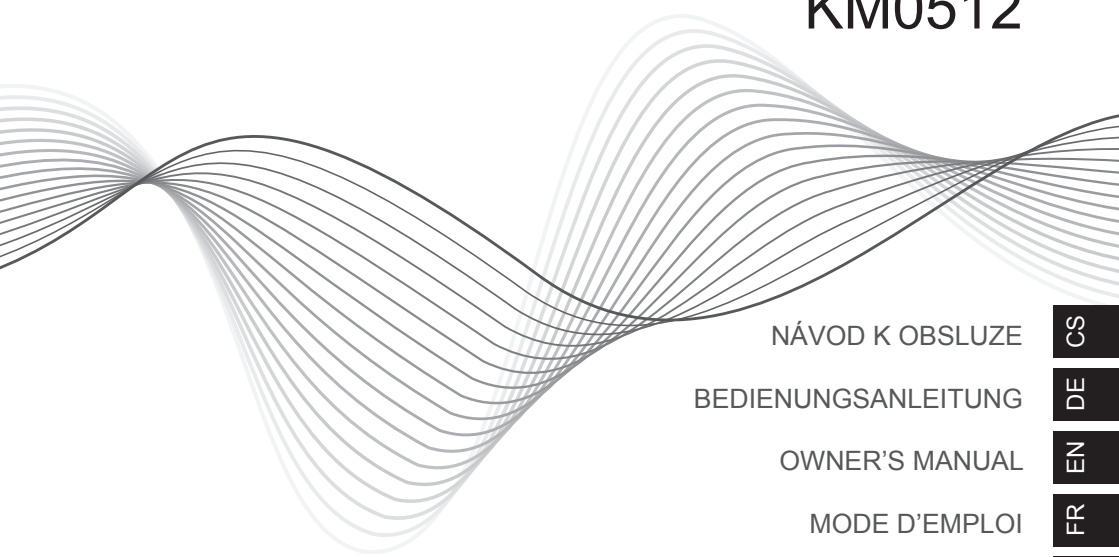 KM0512
NÁVOD K OBSLUZE
CS
BEDIENUNGSANLEITUNG
DE
OWNER'S MANUAL
EN
MODE D'EMPLOI
FR